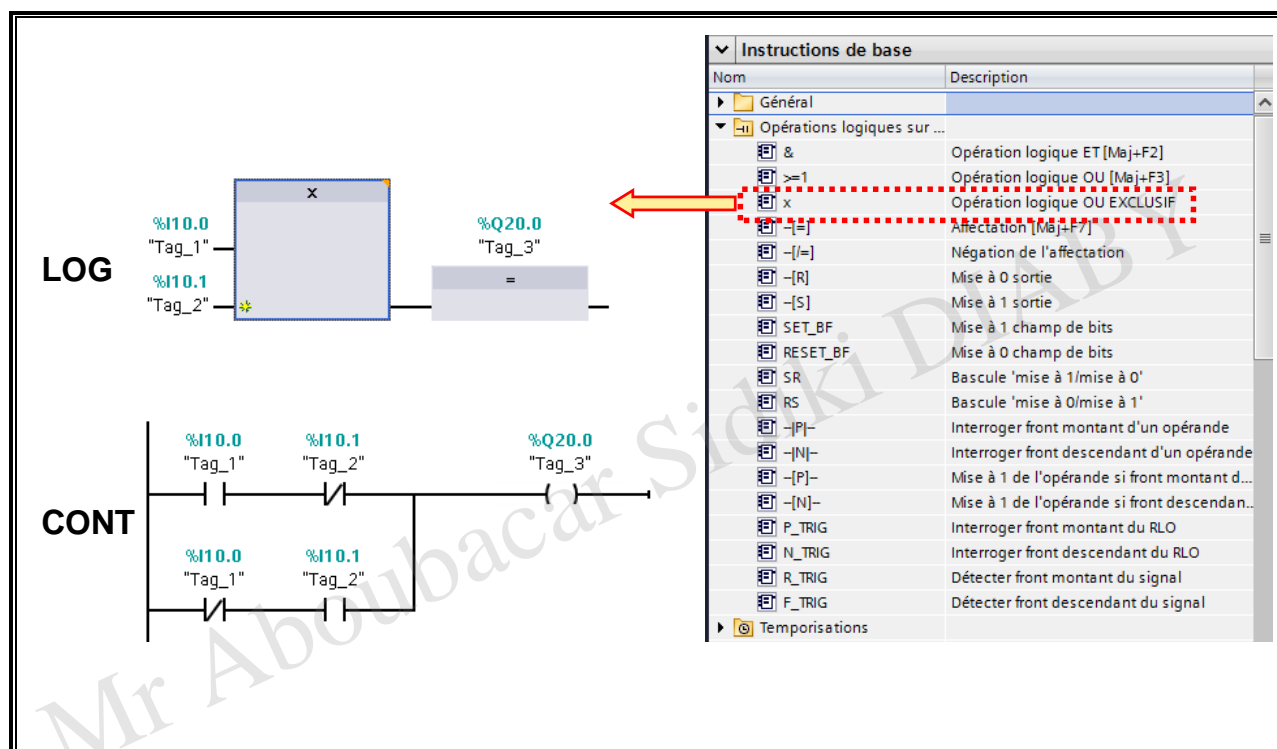 LOG
x
%I10.0
"Tag_1"
%I10.1
"Tag_2"
%Q20.0
"Tag_3"
=
CONT
%I10.0 %I10.1 %Q20.0
"Tag_1" "Tag_2" "Tag_3"
%I10.0 %I10.1
"Tag_1" "Tag_2"
Instructions de base
Nom Description
Général
Opérations logiques sur ...
& Opération logique ET [Maj+F2]
>=1 Opération logique OU [Maj+F3]
x Opération logique OU EXCLUSIF
–[=] Affectation [Maj+F7]
–[/=] Négation de l'affectation
–[R] Mise à 0 sortie
–[S] Mise à 1 sortie
SET_BF Mise à 1 champ de bits
RESET_BF Mise à 0 champ de bits
SR Bascule 'mise à 1/mise à 0'
RS Bascule 'mise à 0/mise à 1'
–|P|– Interroger front montant d'un opérande
–|N|– Interroger front descendant d'un opérande
–[P]– Mise à 1 de l'opérande si front montant d...
–[N]– Mise à 1 de l'opérande si front descendan..
P_TRIG Interroger front montant du RLO
N_TRIG Interroger front descendant du RLO
R_TRIG Détecter front montant du signal
F_TRIG Détecter front descendant du signal
Temporisations
Mr Aboubacar Sidiki DIABY